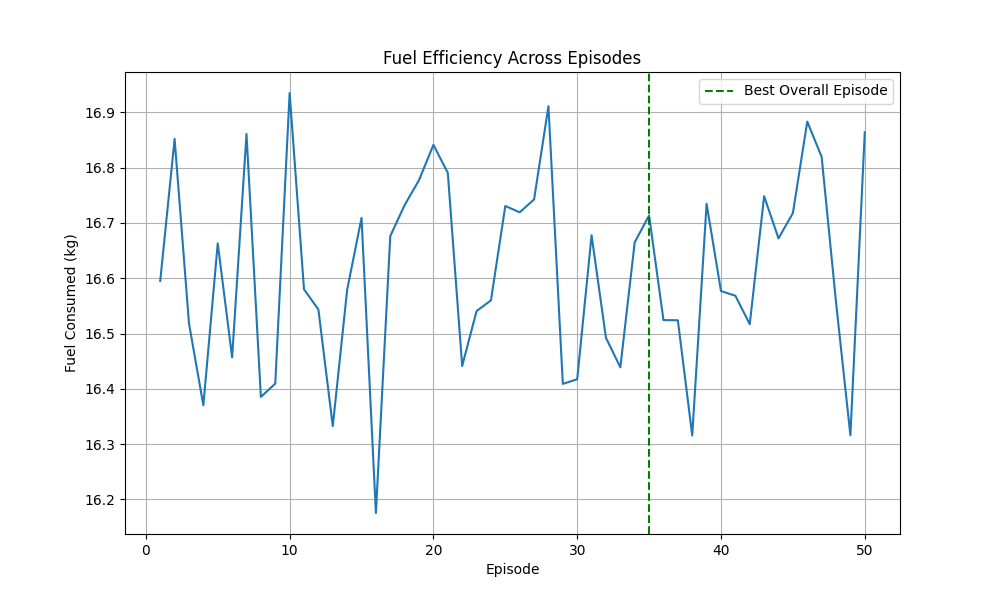 Fuel Efficiency Across Episodes
Best Overall Episode
Fuel Consumed (kg)
16.9
16.8
16.7
16.6
16.5
16.4
16.3
16.2
0 10 20 30 40 50
Episode